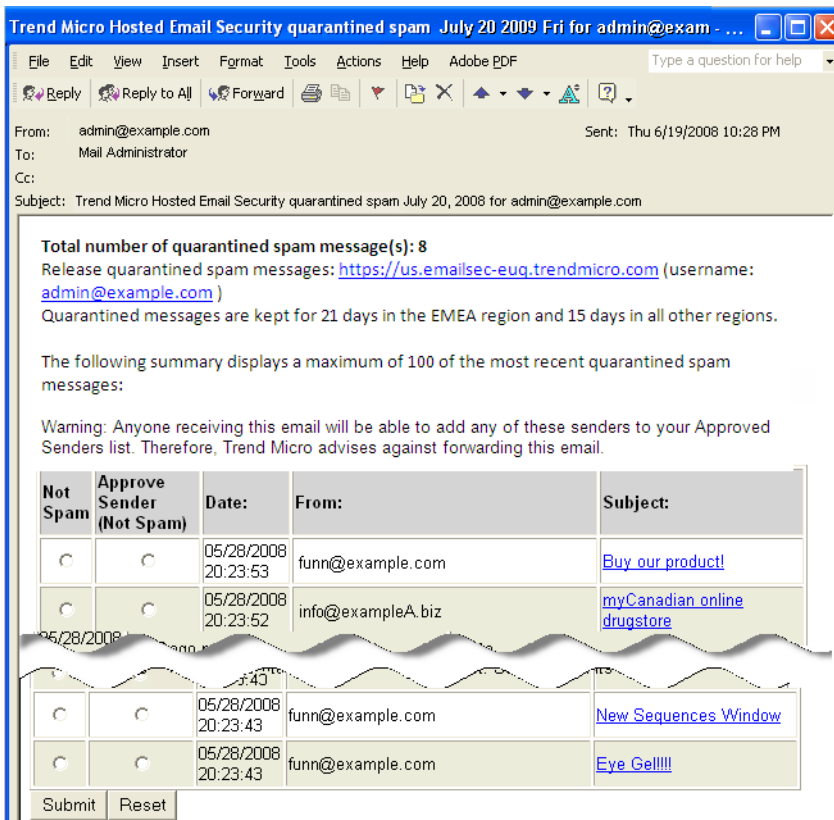 Trend Micro Hosted Email Security quarantined spam July 20 2009 Fri for admin@exam - ...
File Edit View Insert Format Tools Actions Help Adobe PDF Type a question for help
Reply Reply to All Forward
From: admin@example.com Sent: Thu 6/19/2008 10:28 PM
To: Mail Administrator
Cc:
Subject: Trend Micro Hosted Email Security quarantined spam July 20, 2008 for admin@example.com
Total number of quarantined spam message(s): 8
Release quarantined spam messages: https://us.emailsec-euq.trendmicro.com (username:
admin@example.com )
Quarantined messages are kept for 21 days in the EMEA region and 15 days in all other regions.
The following summary displays a maximum of 100 of the most recent quarantined spam
messages:
Warning: Anyone receiving this email will be able to add any of these senders to your Approved
Senders list. Therefore, Trend Micro advises against forwarding this email.
Not Spam Approve Sender (Not Spam) Date: From: Subject:
05/28/2008 20:23:53 funn@example.com Buy our product!
05/28/2008 20:23:52 info@exampleA.biz myCanadian online drugstore
05/28/2008
05/28/2008 20:23:43 funn@example.com New Sequences Window
05/28/2008 20:23:43 funn@example.com Eye Gel!!!!
Submit Reset